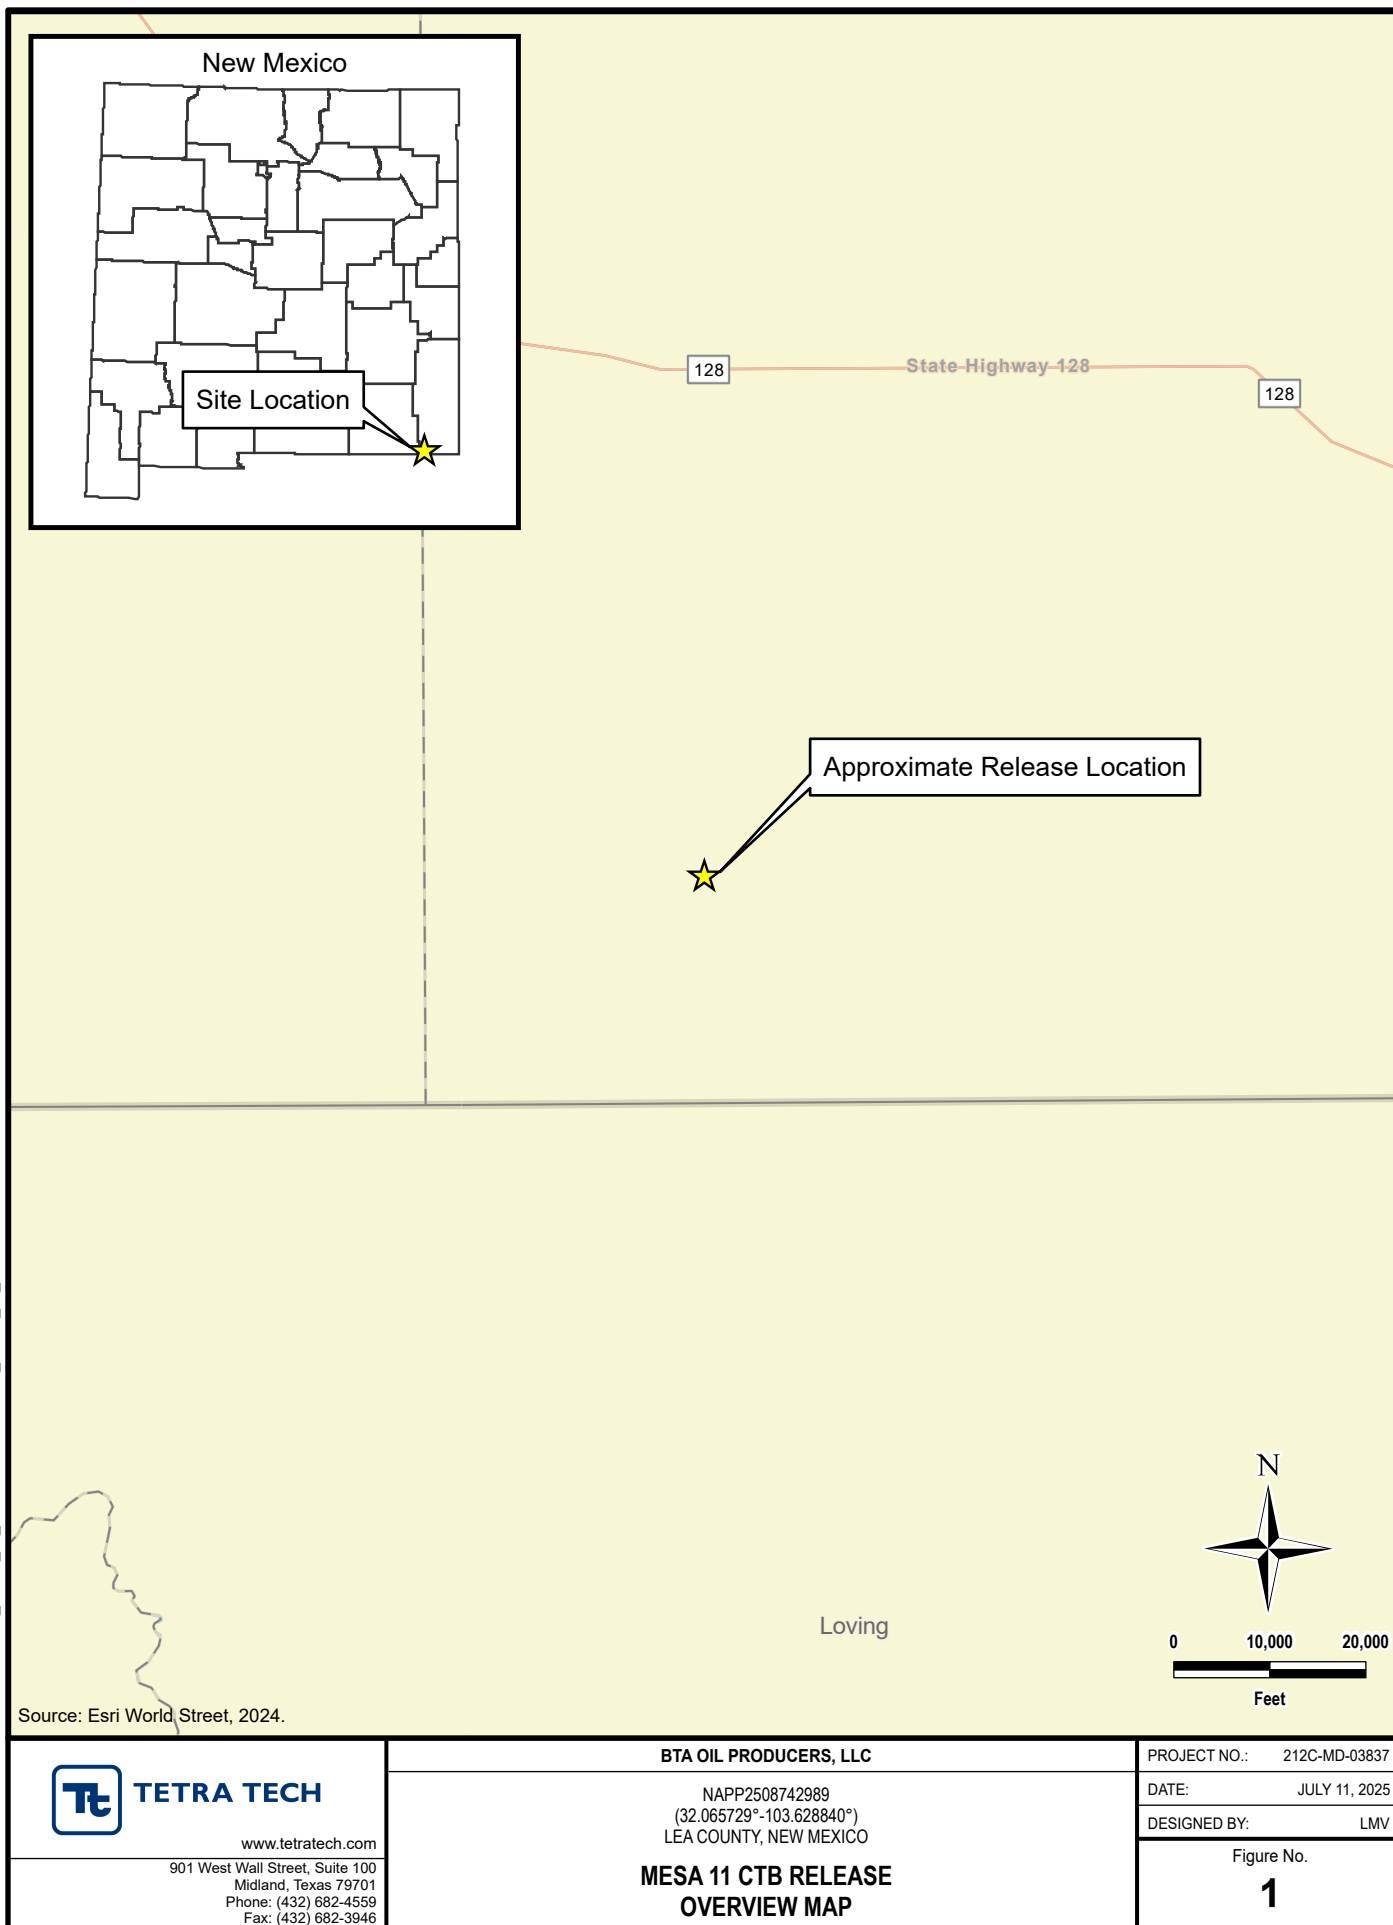 New Mexico
Site Location
128
State Highway 128
128
Approximate Release Location
Loving
N
0 10,000 20,000
Feet
Source: Esri World Street, 2024.
Tt TETRA TECH
www.tetratech.com
901 West Wall Street, Suite 100
Midland, Texas 79701
Phone: (432) 682-4559
Fax: (432) 682-3946
BTA OIL PRODUCERS, LLC
NAPP2508742989
(32.065729°-103.628840°)
LEA COUNTY, NEW MEXICO
MESA 11 CTB RELEASE
OVERVIEW MAP
PROJECT NO.: 212C-MD-03837
DATE: JULY 11, 2025
DESIGNED BY: LMV
Figure No.
1